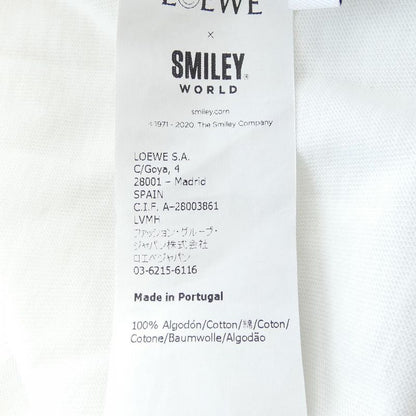 LOEWE
×
SMILEY®
WORLD
smiley.com
©1971 - 2020, The Smiley Company
LOEWE S.A.
C/Goya, 4
28001 – Madrid
SPAIN
C.I.F. A-28003861
LVMH
ファッション・グループ・
ジャパン株式会社
ロエベジャパン
03-6215-6116
Made in Portugal
100% Algodón/Cotton/綿/Coton/
Cotone/Baumwolle/Algodão